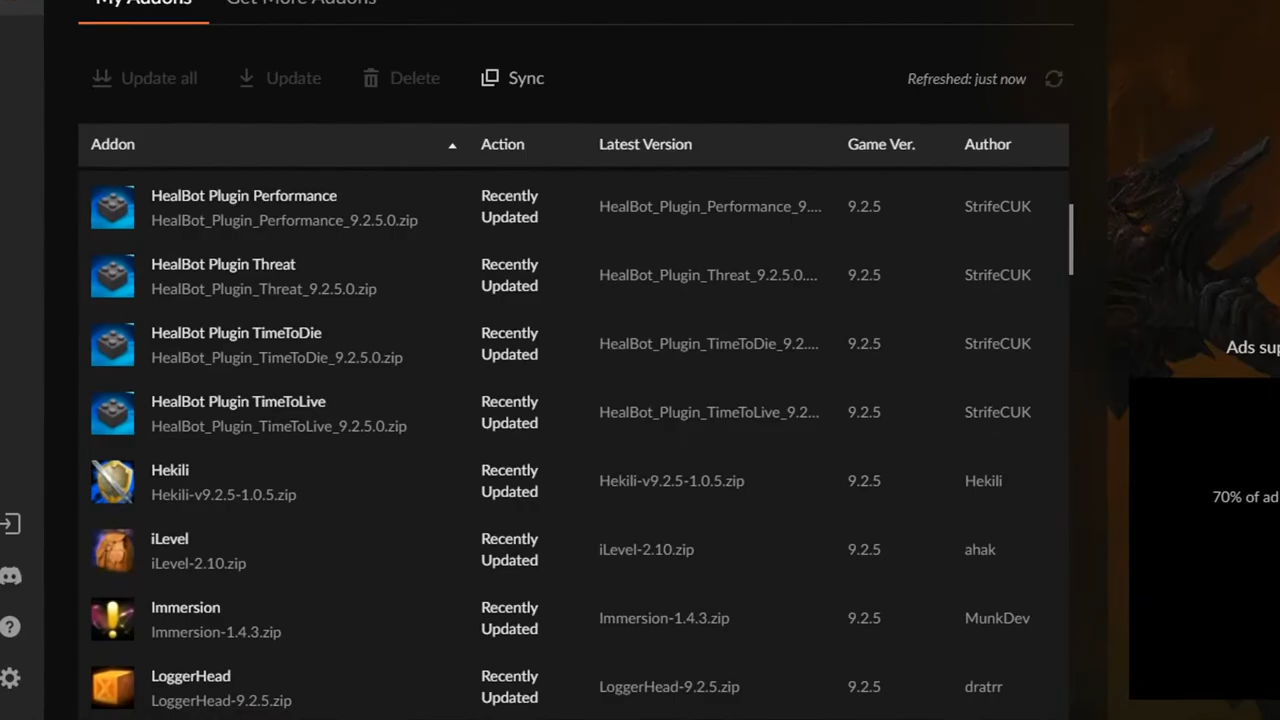 My Addons Get More Addons
Update all Update Delete Sync Refreshed: just now
Addon Action Latest Version Game Ver. Author
HealBot Plugin Performance
HealBot_Plugin_Performance_9.2.5.0.zip
Recently
Updated
HealBot_Plugin_Performance_9.... 9.2.5 StrifeCUK
HealBot Plugin Threat
HealBot_Plugin_Threat_9.2.5.0.zip
Recently
Updated
HealBot_Plugin_Threat_9.2.5.0.... 9.2.5 StrifeCUK
HealBot Plugin TimeToDie
HealBot_Plugin_TimeToDie_9.2.5.0.zip
Recently
Updated
HealBot_Plugin_TimeToDie_9.2.... 9.2.5 StrifeCUK
HealBot Plugin TimeToLive
HealBot_Plugin_TimeToLive_9.2.5.0.zip
Recently
Updated
HealBot_Plugin_TimeToLive_9.2... 9.2.5 StrifeCUK
Hekili
Hekili-v9.2.5-1.0.5.zip
Recently
Updated
Hekili-v9.2.5-1.0.5.zip 9.2.5 Hekili
iLevel
iLevel-2.10.zip
Recently
Updated
iLevel-2.10.zip 9.2.5 ahak
Immersion
Immersion-1.4.3.zip
Recently
Updated
Immersion-1.4.3.zip 9.2.5 MunkDev
LoggerHead
LoggerHead-9.2.5.zip
Recently
Updated
LoggerHead-9.2.5.zip 9.2.5 dratrr
Ads
70% of